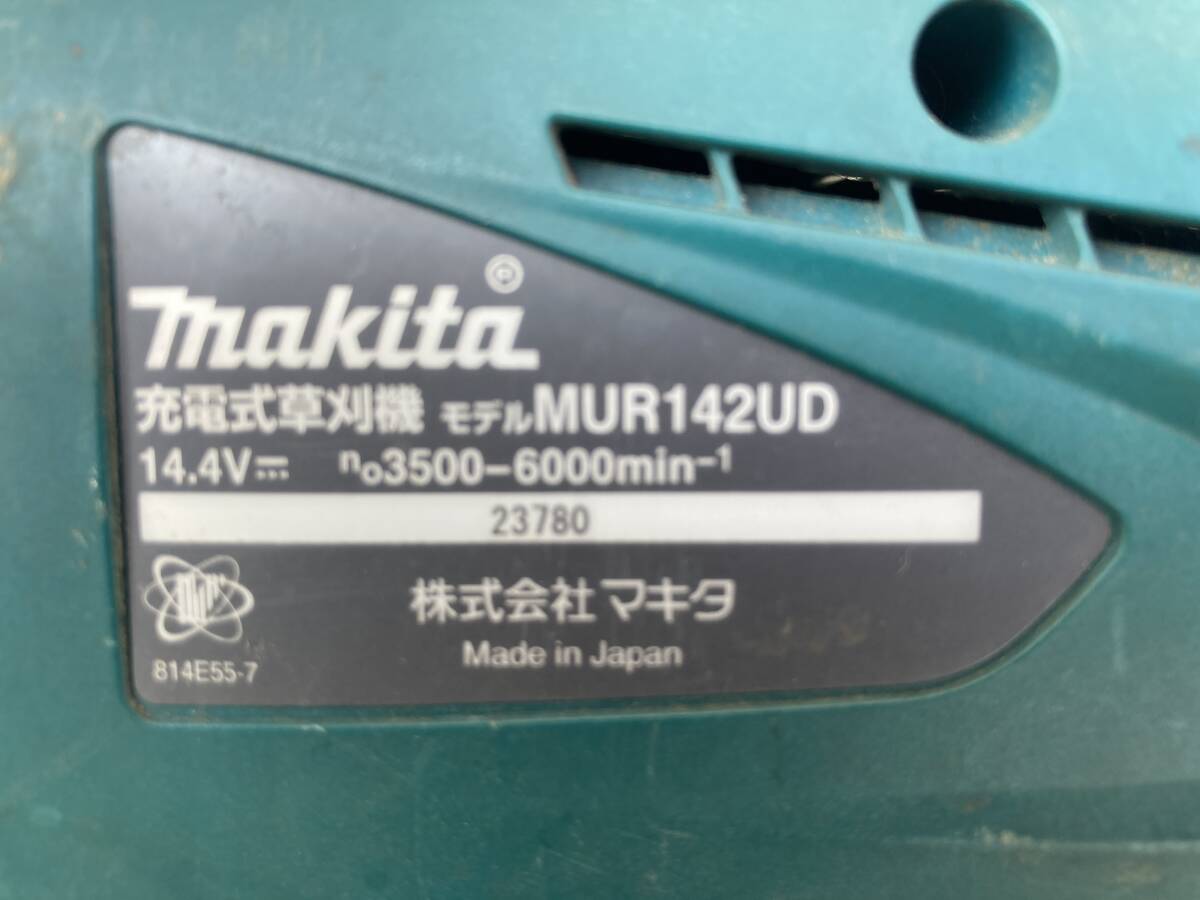 makita
充電式草刈機 モデルMUR142UD
14.4V⎓ n₀3500-6000min⁻¹
23780
株式会社マキタ
Made in Japan
814E55-7